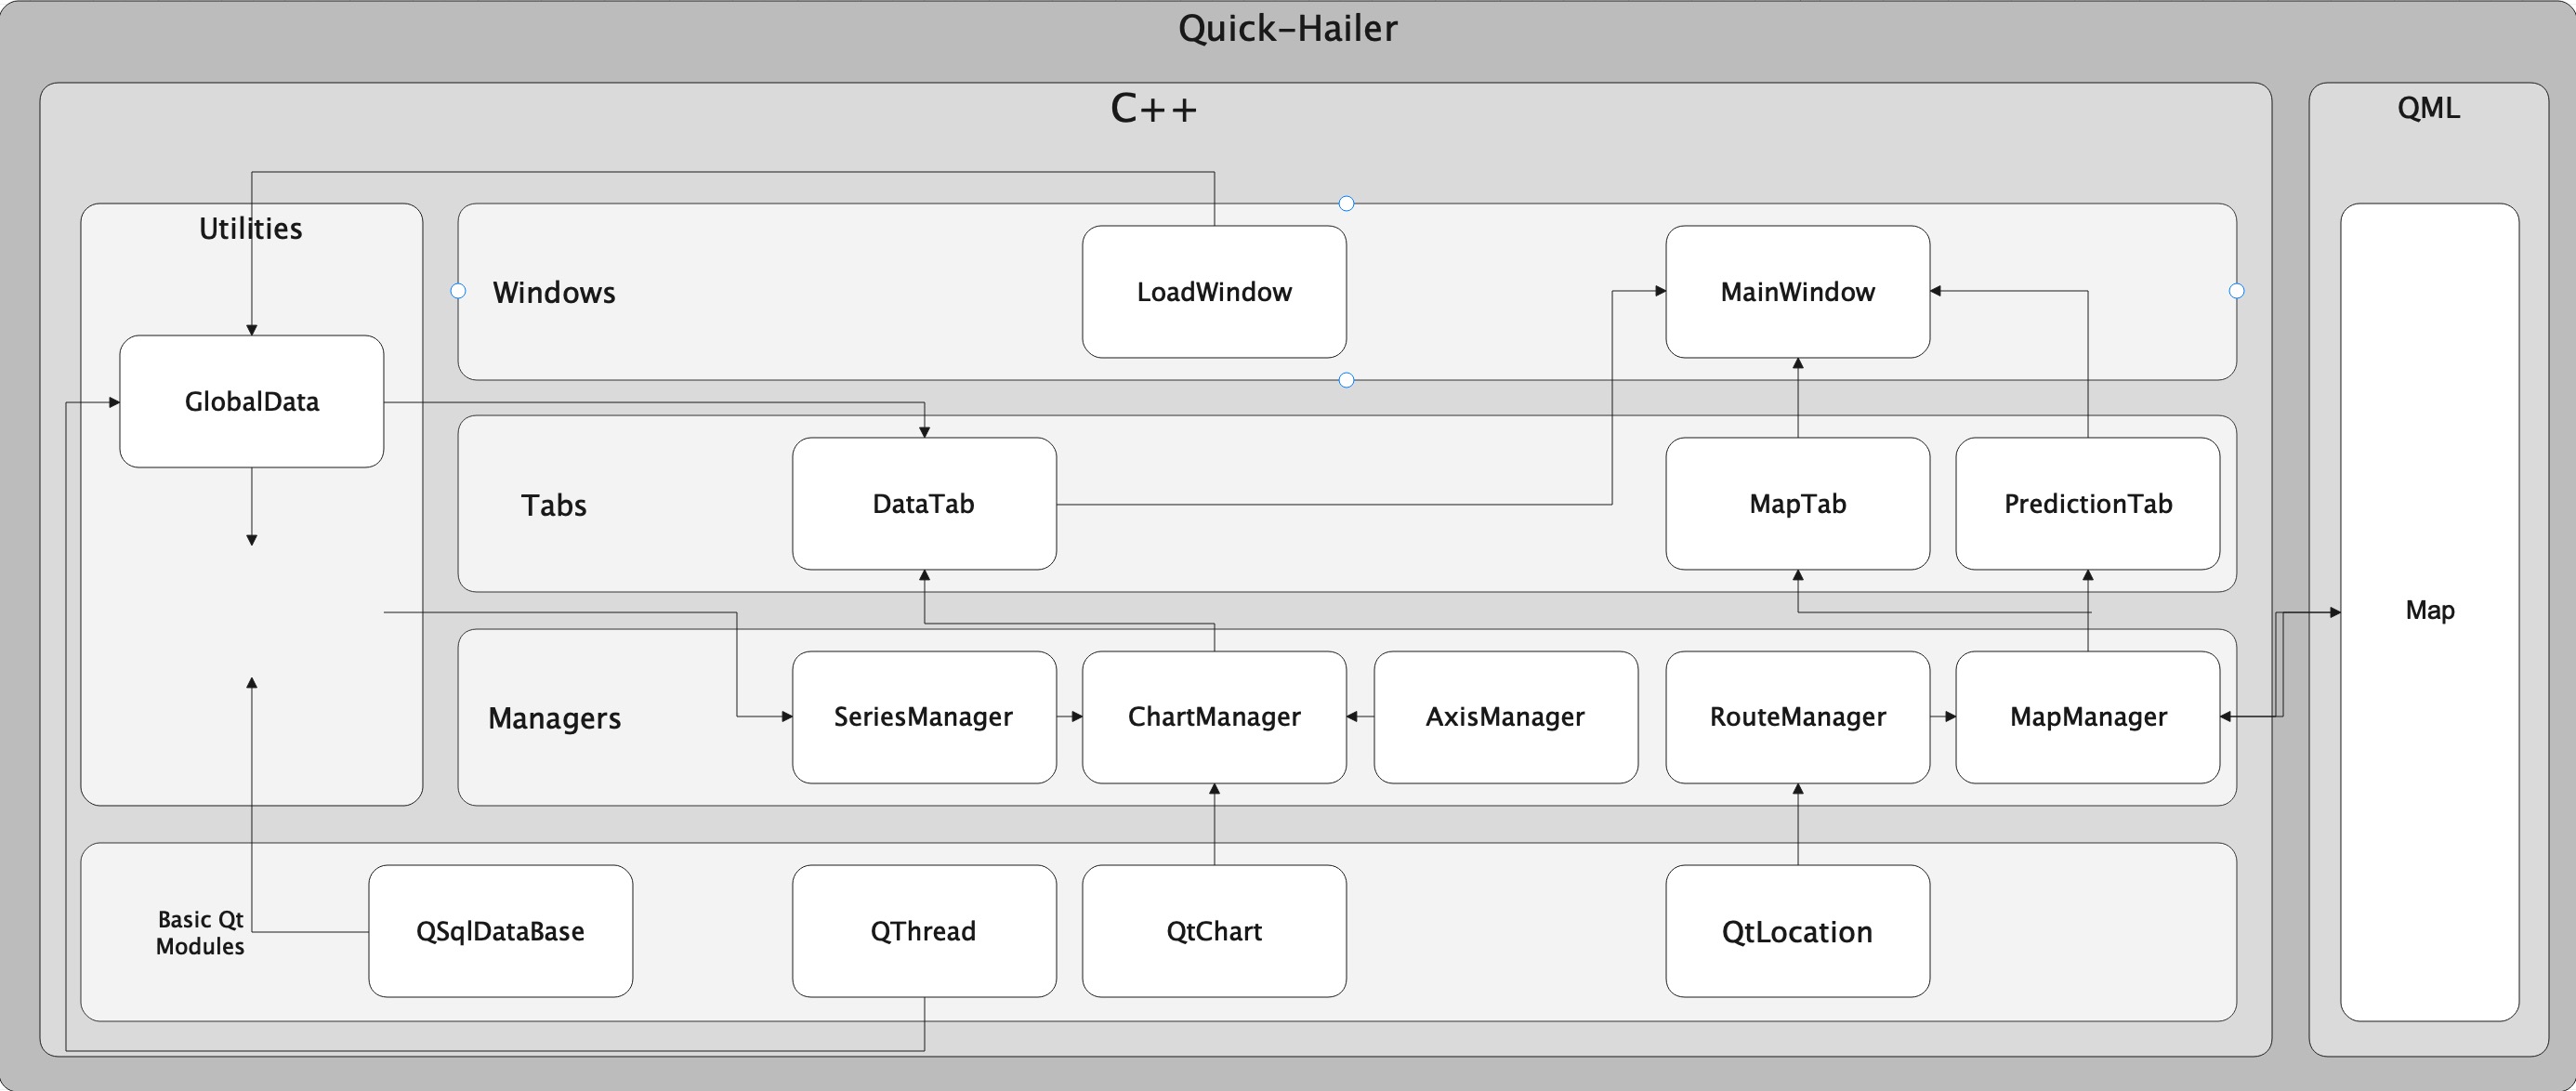 Quick-Hailer
C++
QML
Utilities
Windows
LoadWindow
MainWindow
GlobalData
Tabs
DataTab
MapTab
PredictionTab
Map
Managers
SeriesManager
ChartManager
AxisManager
RouteManager
MapManager
Basic Qt
Modules
QSqlDataBase
QThread
QtChart
QtLocation